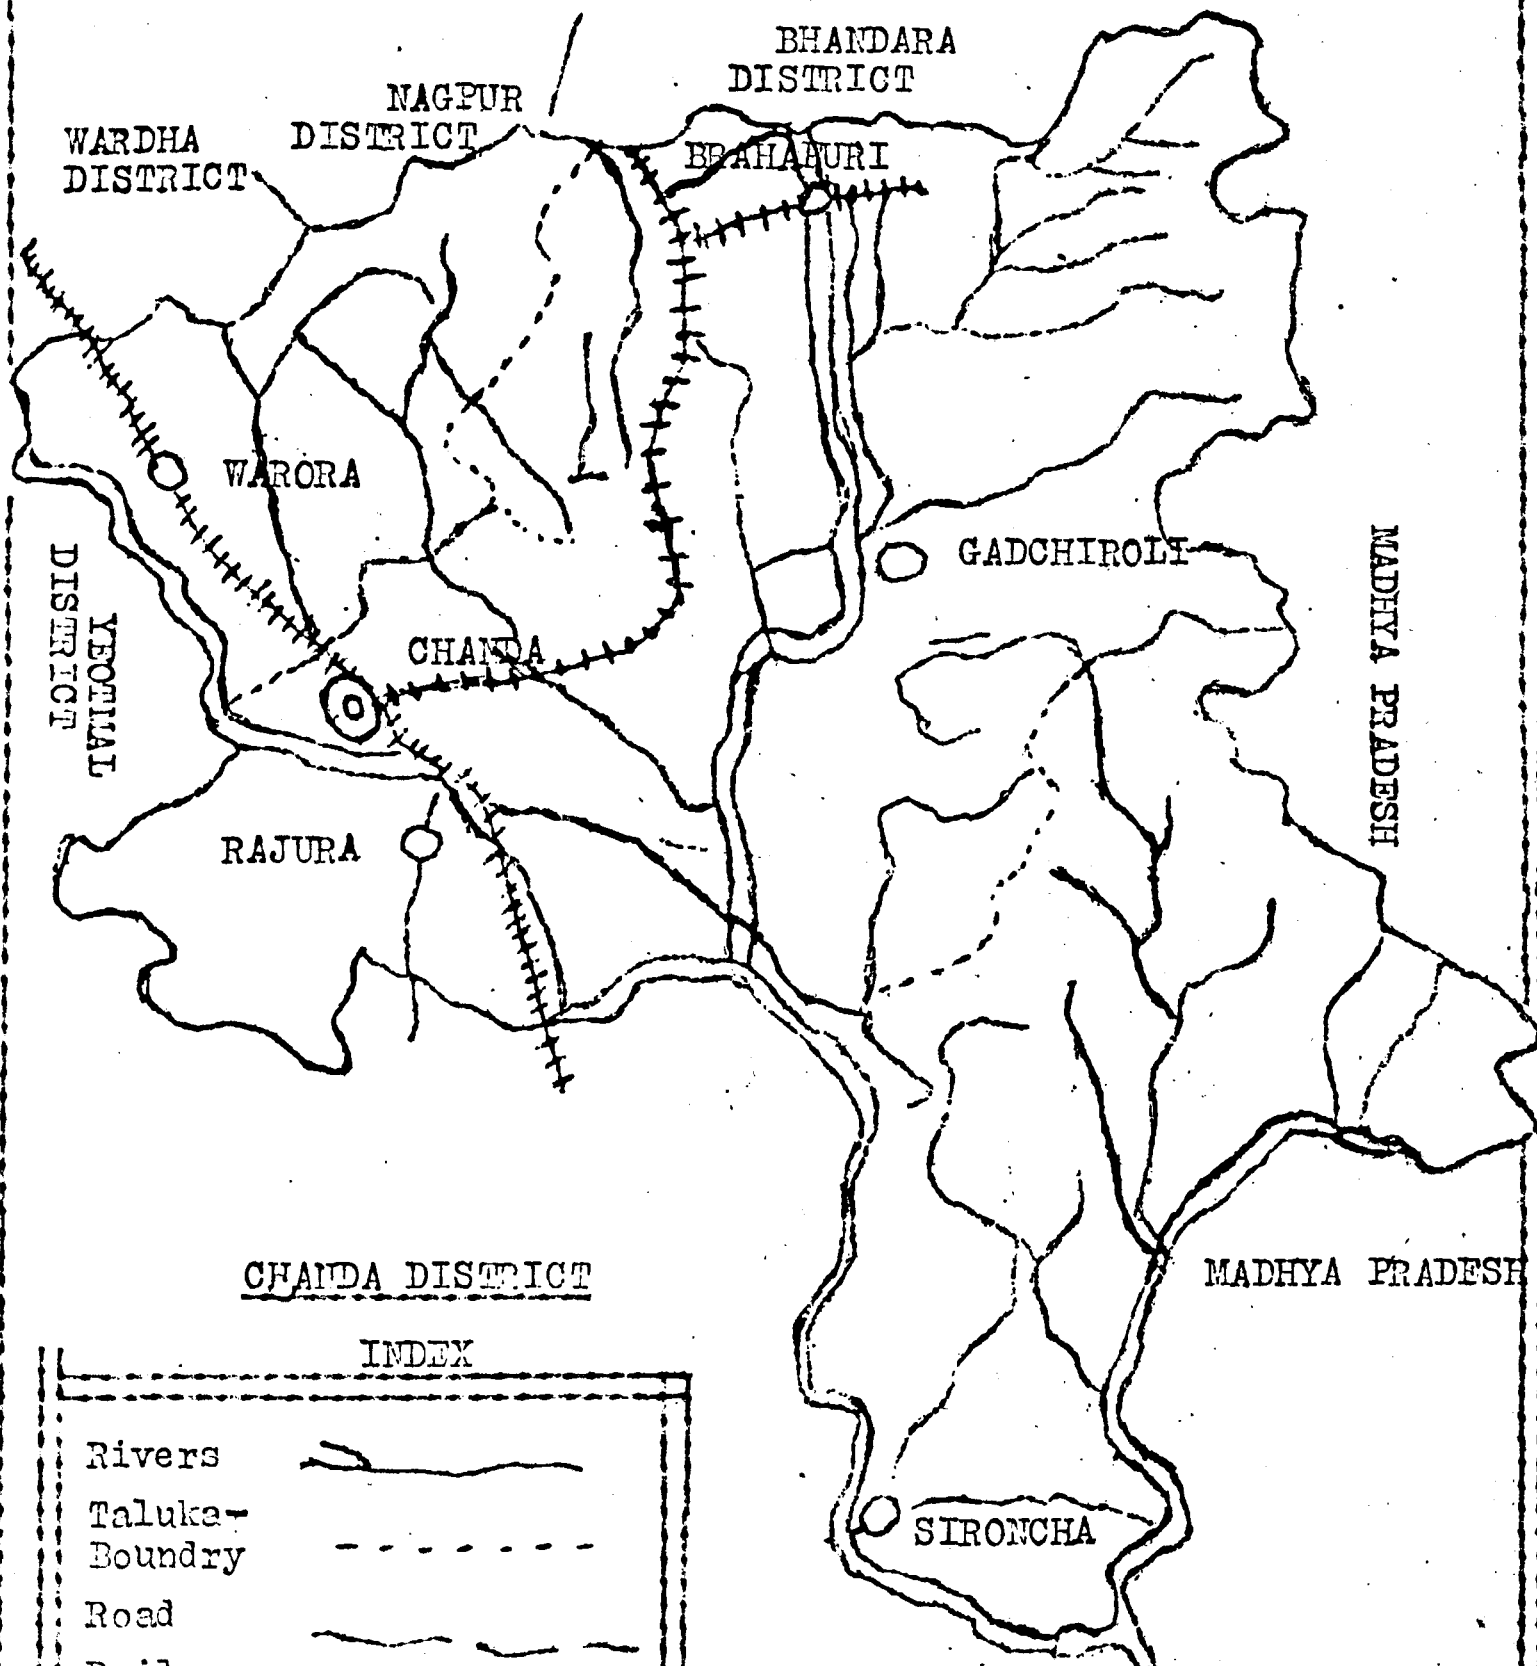 BHANDARA
DISTRICT
NAGPUR
DISTRICT
WARDHA
DISTRICT
BRAHAPURI
WARORA
GADCHIROLI
MADHYA PRADESH
YEOTMAL
DISTRICT
CHANDA
RAJURA
MADHYA PRADESH
CHANDA DISTRICT
INDEX
Rivers
Taluka-
Boundry
Road
SIRONCHA